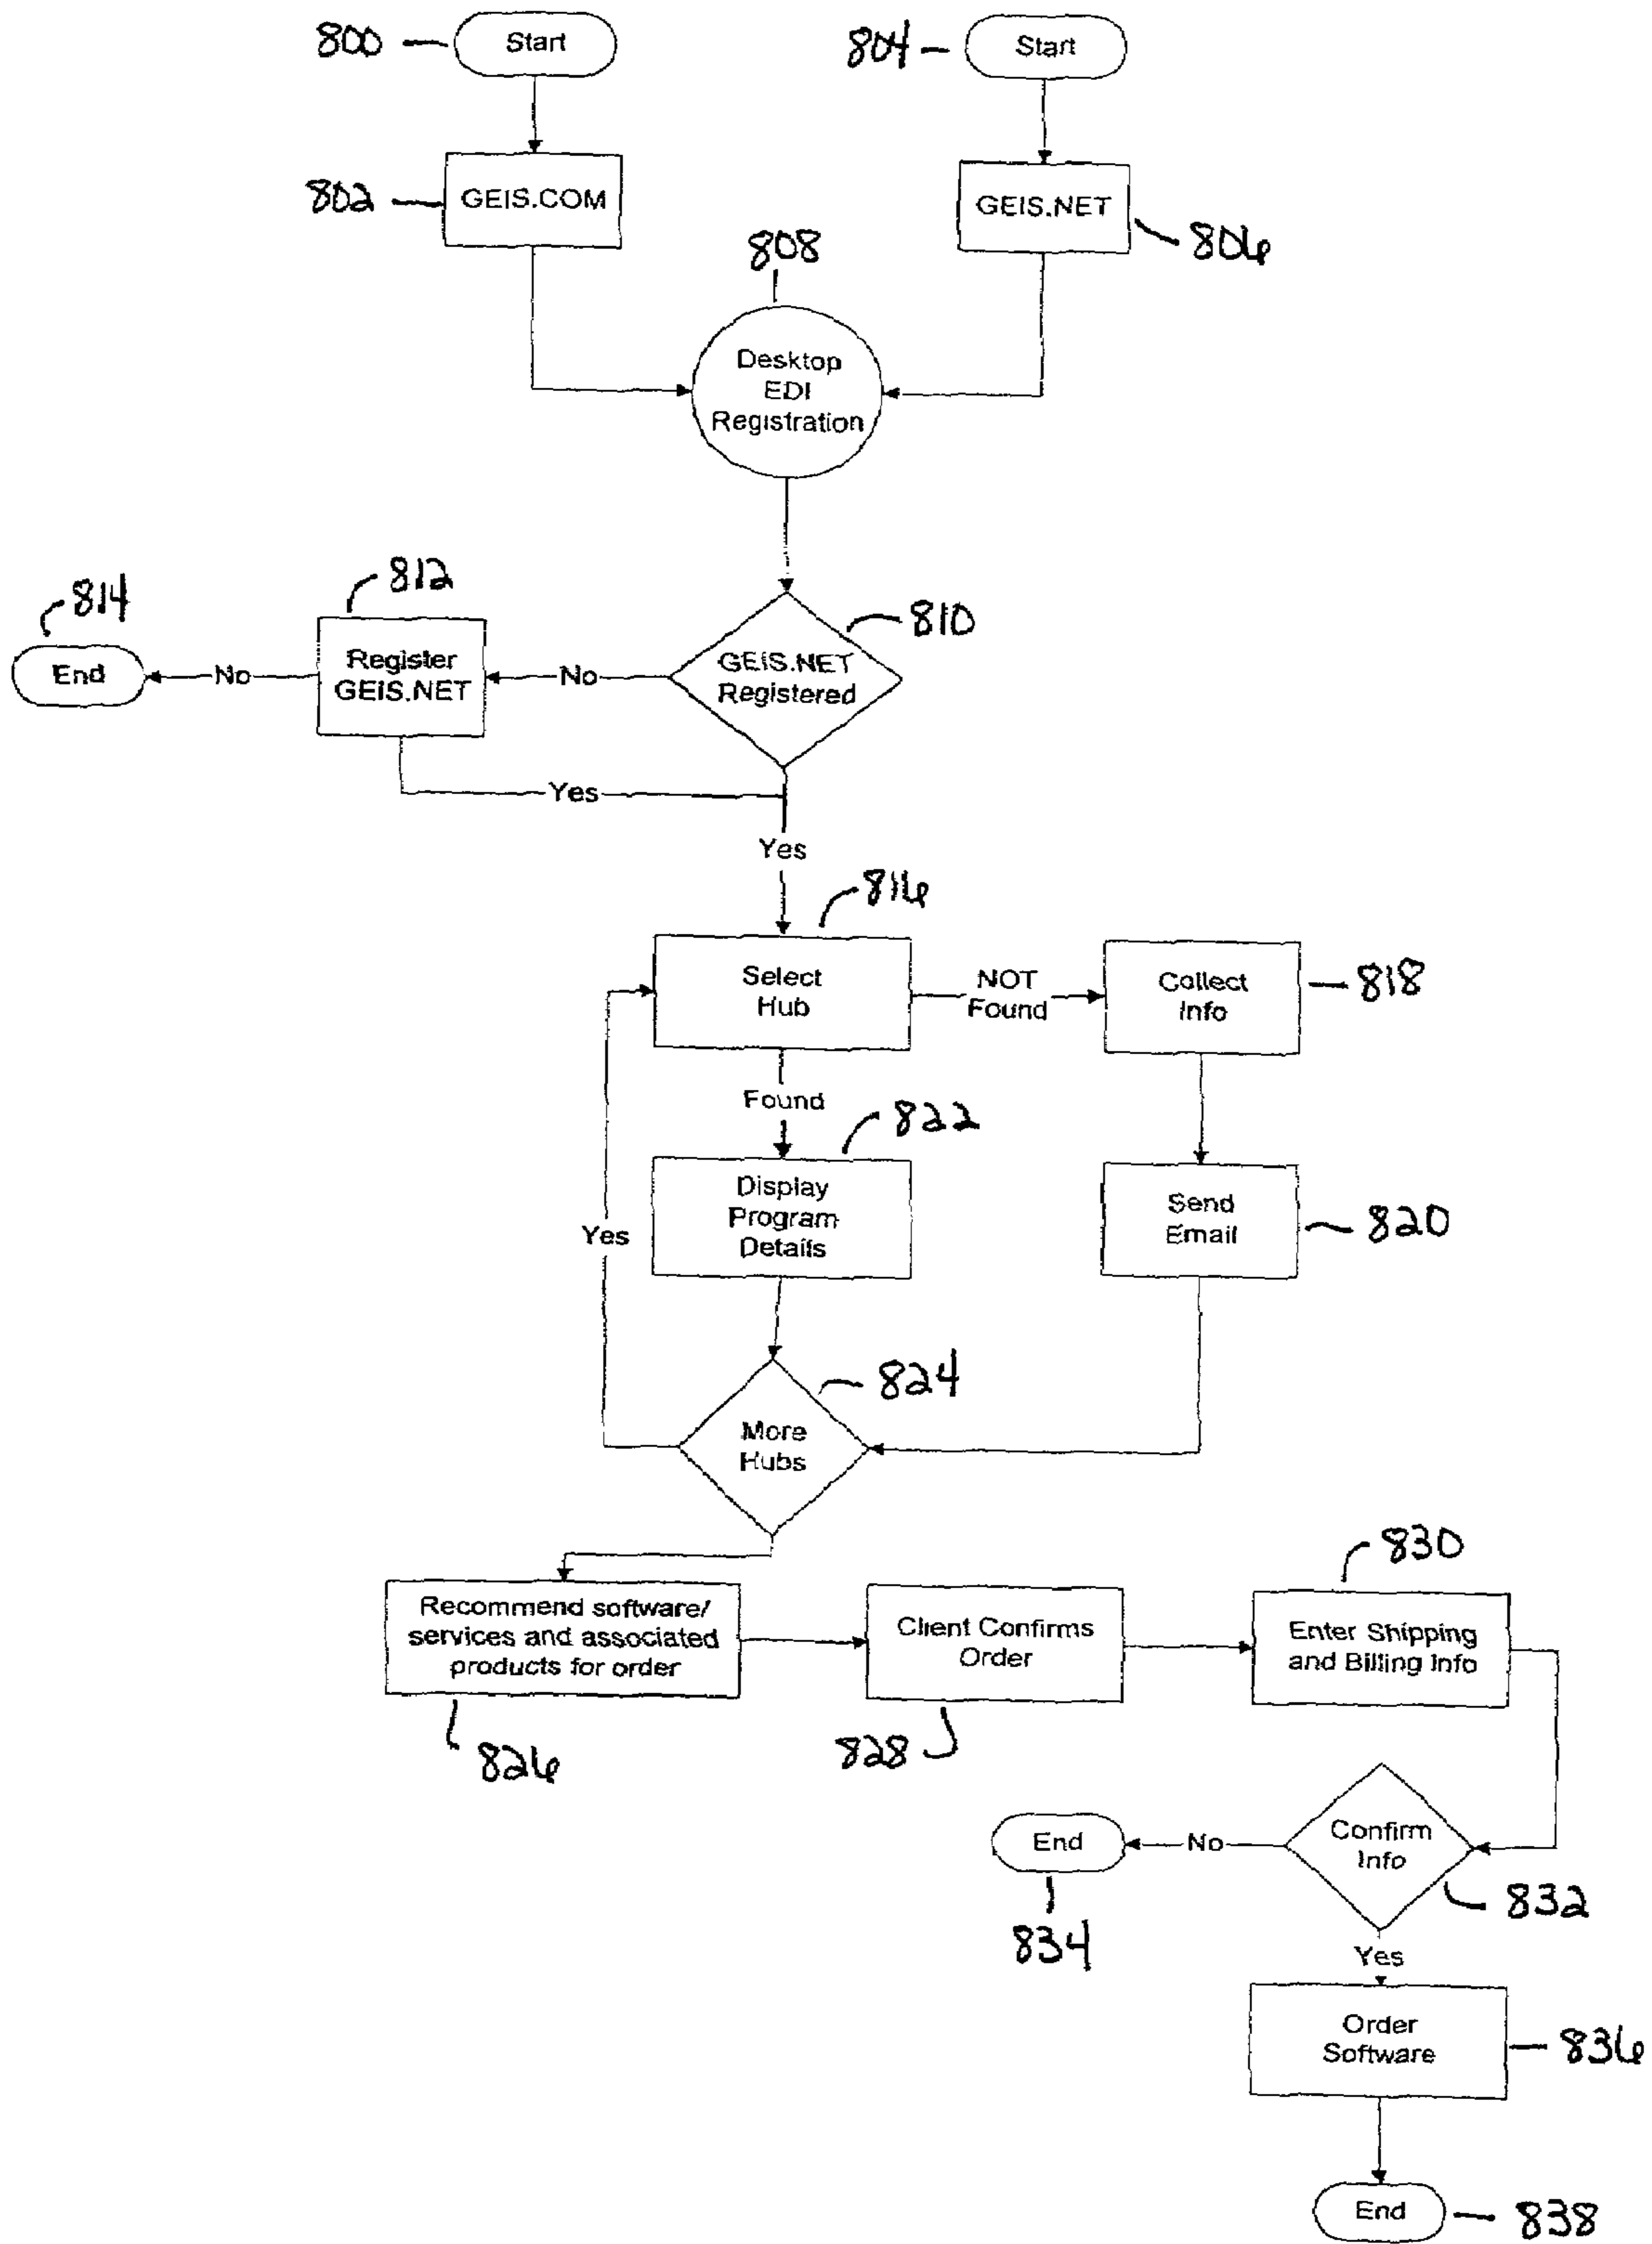 800
Start
804
Start
802
GEIS.COM
GEIS.NET
806
808
Desktop
EDI
Registration
814
812
810
End
No
Register
GEIS.NET
No
GEIS.NET
Registered
Yes
Yes
816
Select
Hub
NOT
Found
Collect
Info
818
Found
822
Display
Program
Details
Send
Email
820
Yes
824
More
Hubs
830
Recommend software/
services and associated
products for order
Client Confirms
Order
Enter Shipping
and Billing Info
826
828
End
No
Confirm
Info
832
834
Yes
Order
Software
836
End
838